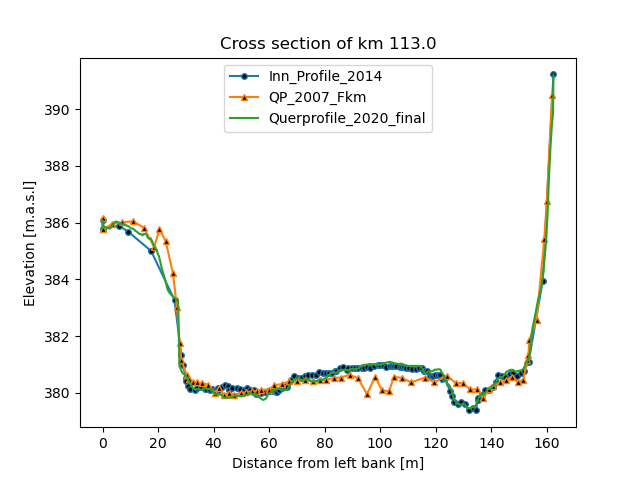 Cross section of km 113.0
Inn_Profile_2014
QP_2007_Fkm
Querprofile_2020_final
Elevation [m.a.s.l]
390
388
386
384
382
380
0 20 40 60 80 100 120 140 160
Distance from left bank [m]